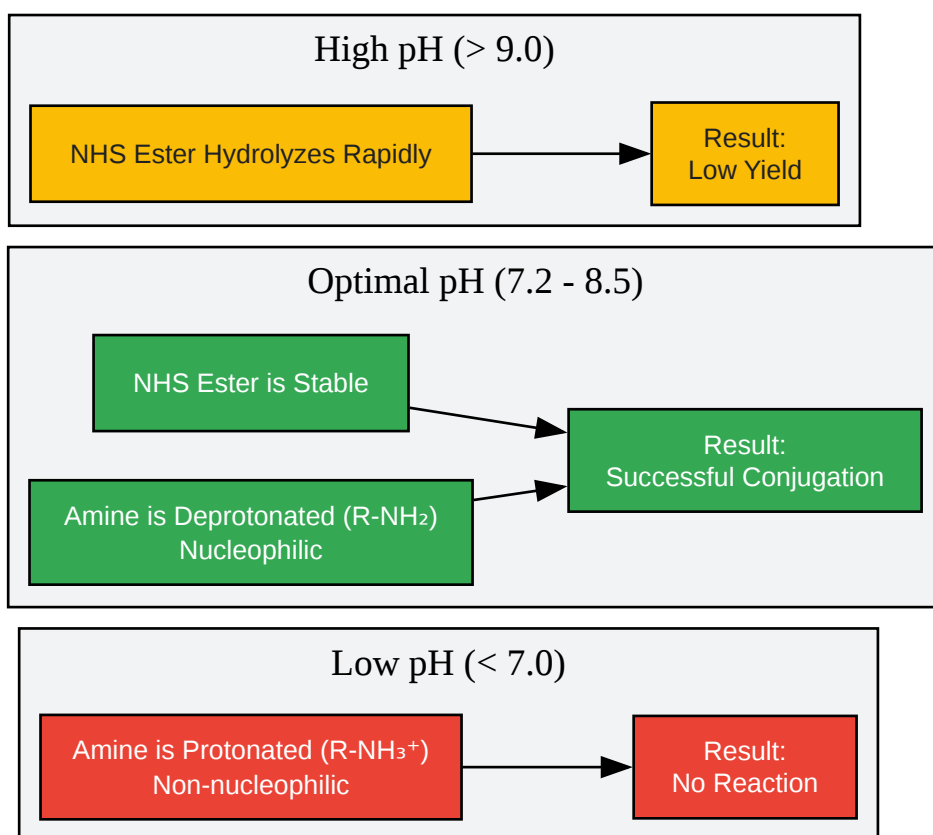 High pH (> 9.0)
NHS Ester Hydrolyzes Rapidly
Result:
Low Yield
Optimal pH (7.2 - 8.5)
NHS Ester is Stable
Amine is Deprotonated (R-NH₂)
Nucleophilic
Result:
Successful Conjugation
Low pH (< 7.0)
Amine is Protonated (R-NH₃⁺)
Non-nucleophilic
Result:
No Reaction